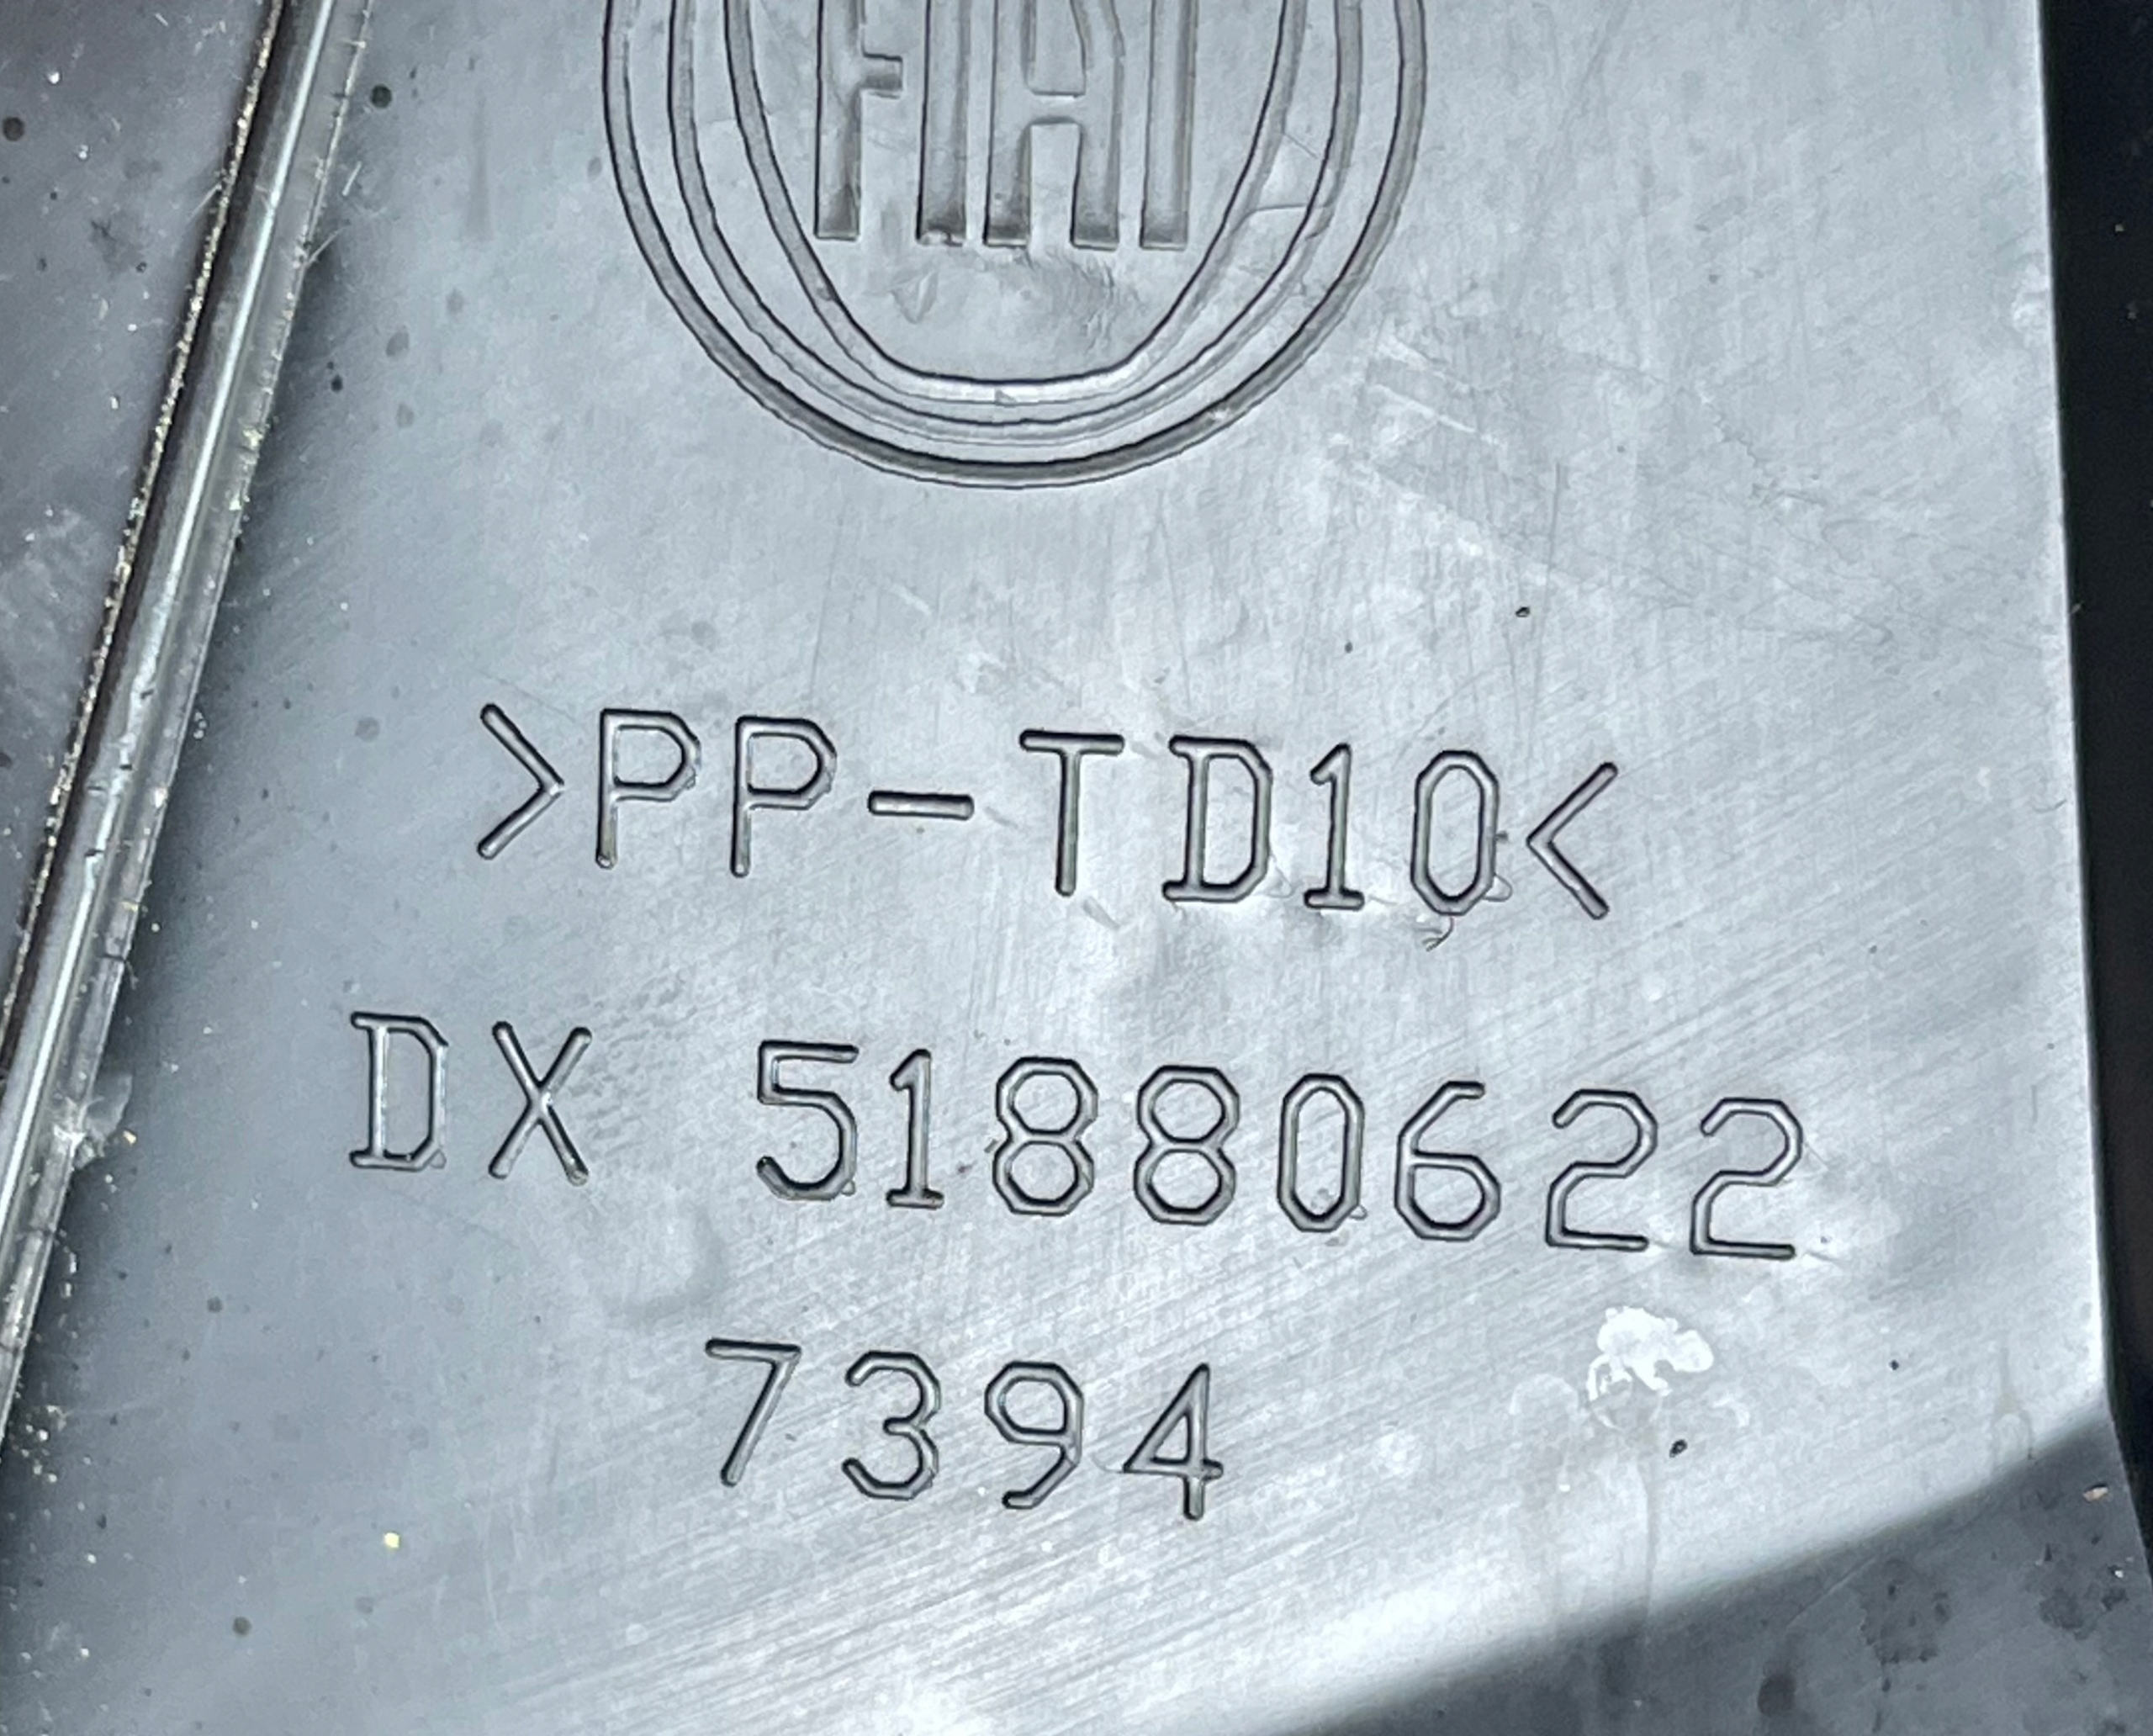 FIAT
>PP-TD10<
DX 51880622
7394